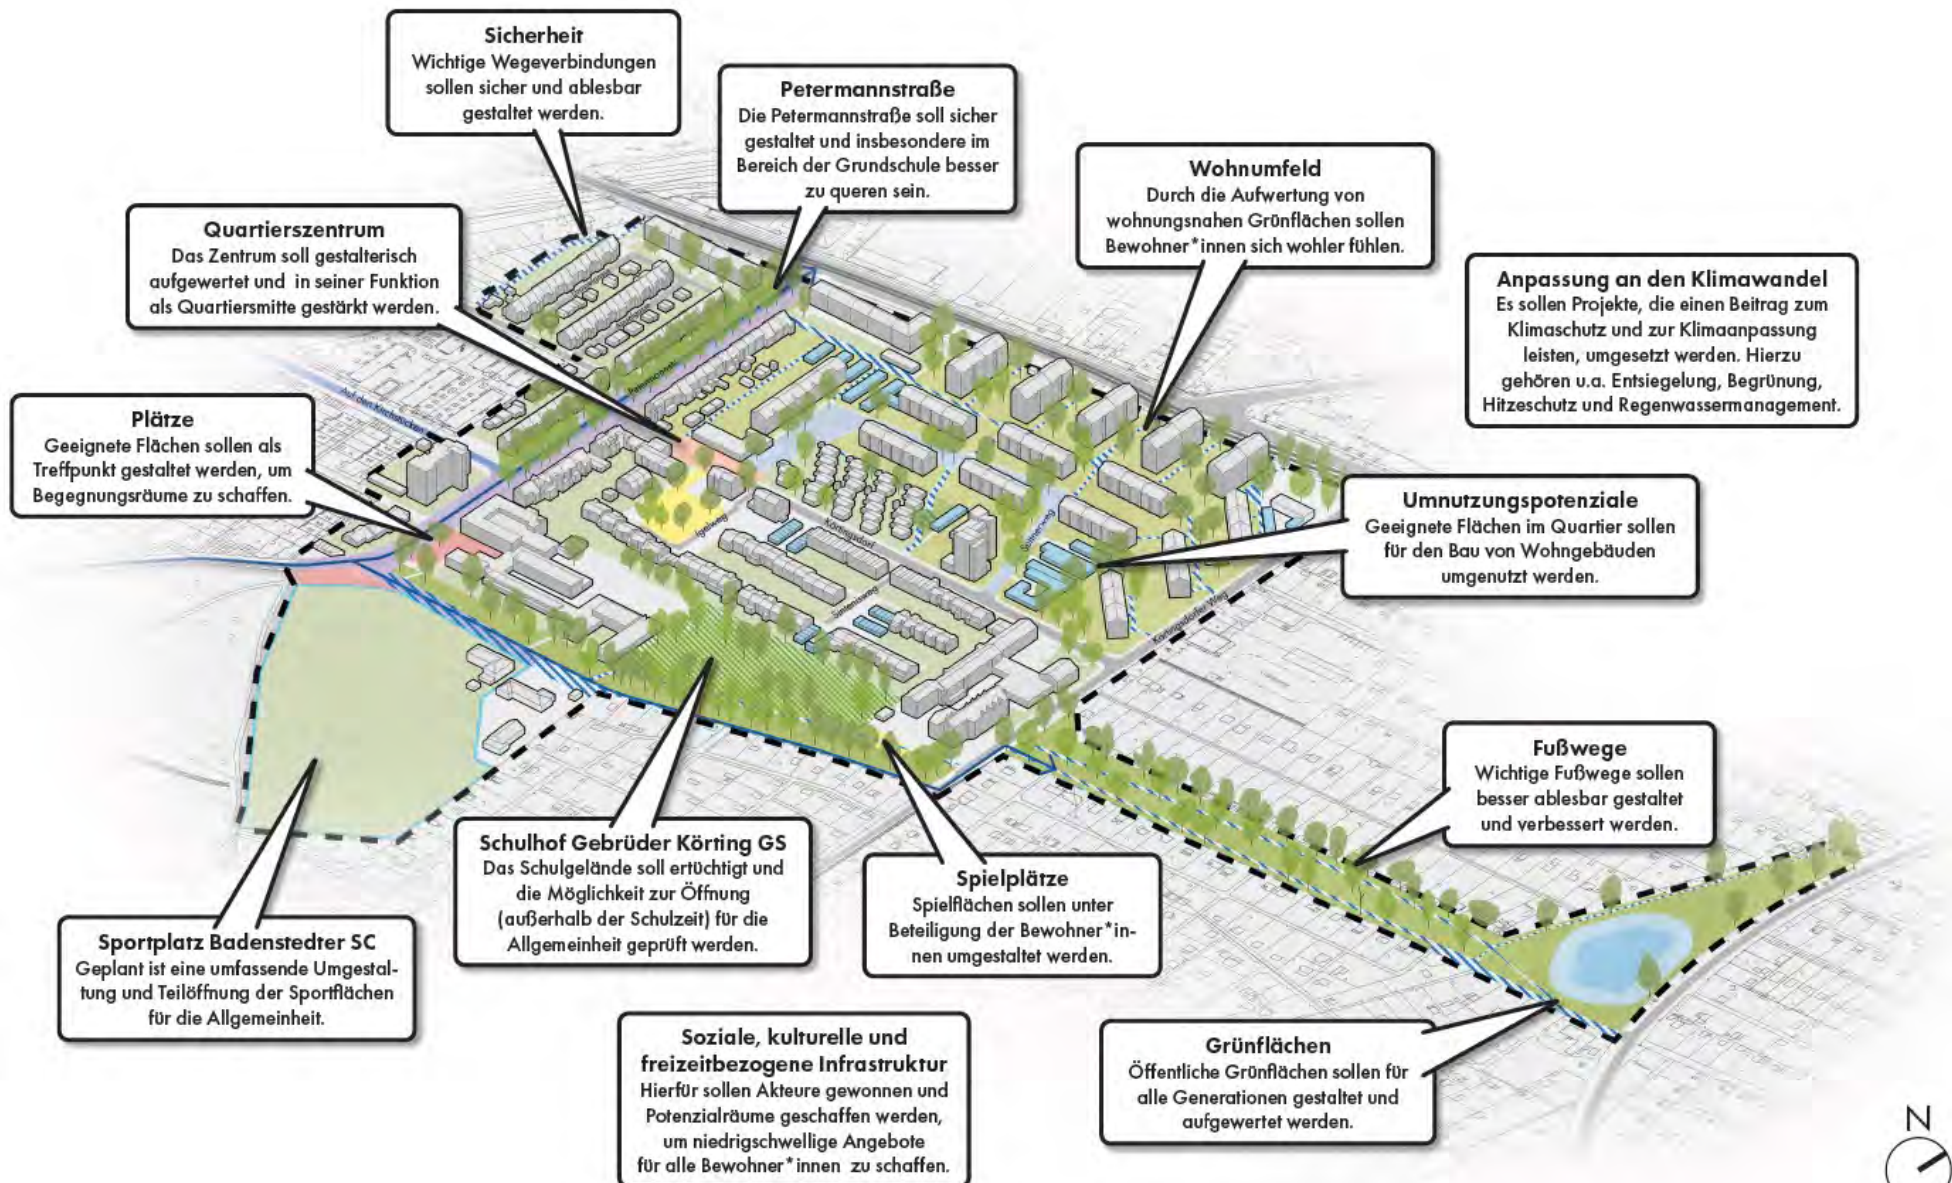 Sicherheit
Wichtige Wegeverbindungen
sollen sicher und ablesbar
gestaltet werden.
Petermannstraße
Die Petermannstraße soll sicher
gestaltet und insbesondere im
Bereich der Grundschule besser
zu queren sein.
Wohnumfeld
Durch die Aufwertung von
wohnungsnahen Grünflächen sollen
Bewohner*innen sich wohler fühlen.
Quartierszentrum
Das Zentrum soll gestalterisch
aufgewertet und in seiner Funktion
als Quartiersmitte gestärkt werden.
Anpassung an den Klimawandel
Es sollen Projekte, die einen Beitrag zum
Klimaschutz und zur Klimaanpassung
leisten, umgesetzt werden. Hierzu
gehören u.a. Entsiegelung, Begrünung,
Hitzeschutz und Regenwassermanagement.
Plätze
Geeignete Flächen sollen als
Treffpunkt gestaltet werden, um
Begegnungsräume zu schaffen.
Petermannstr.
Auf den Kirchstücken
Igelweg
Körtingsdorf
Suttnerweg
Sinteniweg
Körtingsdorfer Weg
Umnutzungspotenziale
Geeignete Flächen im Quartier sollen
für den Bau von Wohngebäuden
umgenutzt werden.
Fußwege
Wichtige Fußwege sollen
besser ablesbar gestaltet
und verbessert werden.
Schulhof Gebrüder Körting GS
Das Schulgelände soll ertüchtigt und
die Möglichkeit zur Öffnung
(außerhalb der Schulzeit) für die
Allgemeinheit geprüft werden.
Spielplätze
Spielflächen sollen unter
Beteiligung der Bewohner*in-
nen umgestaltet werden.
Sportplatz Badenstedter SC
Geplant ist eine umfassende Umgestal-
tung und Teilöffnung der Sportflächen
für die Allgemeinheit.
Soziale, kulturelle und
freizeitbezogene Infrastruktur
Hierfür sollen Akteure gewonnen und
Potenzialräume geschaffen werden,
um niedrigschwellige Angebote
für alle Bewohner*innen zu schaffen.
Grünflächen
Öffentliche Grünflächen sollen für
alle Generationen gestaltet und
aufgewertet werden.
N